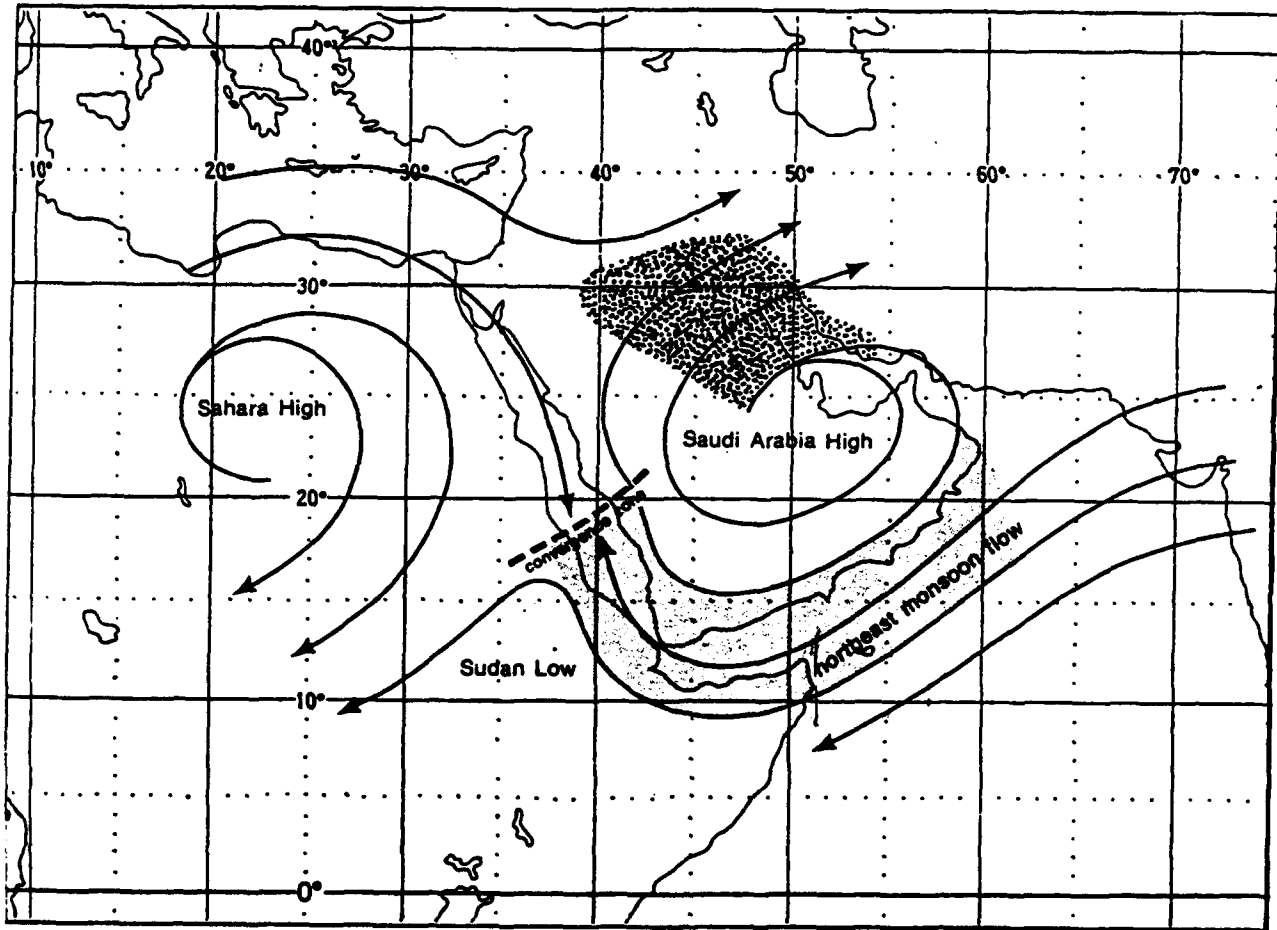 40°
10°
20°
30°
40°
50°
60°
70°
30°
Sahara High
Saudi Arabia High
20°
convergence zone
northeast monsoon flow
Sudan Low
10°
0°